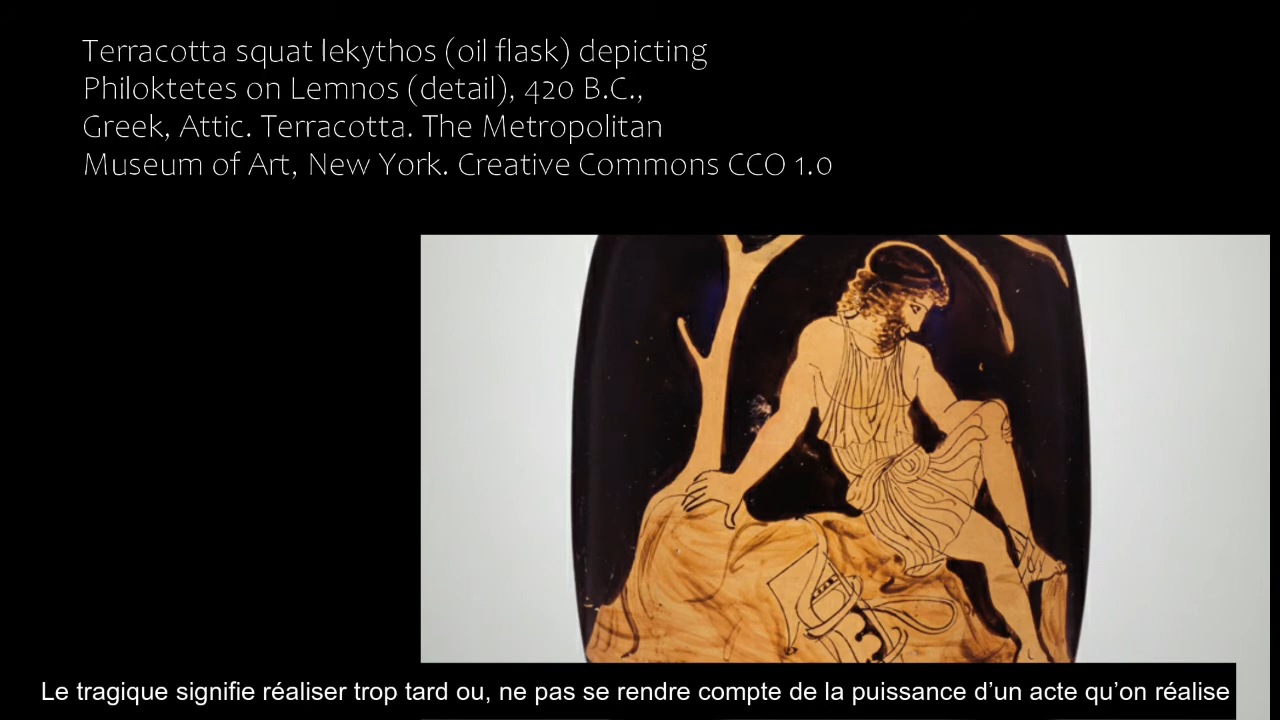 Terracotta squat lekythos (oil flask) depicting
Philoktetes on Lemnos (detail), 420 B.C.,
Greek, Attic. Terracotta. The Metropolitan
Museum of Art, New York. Creative Commons CCO 1.0
Le tragique signifie réaliser trop tard ou, ne pas se rendre compte de la puissance d’un acte qu’on réalise